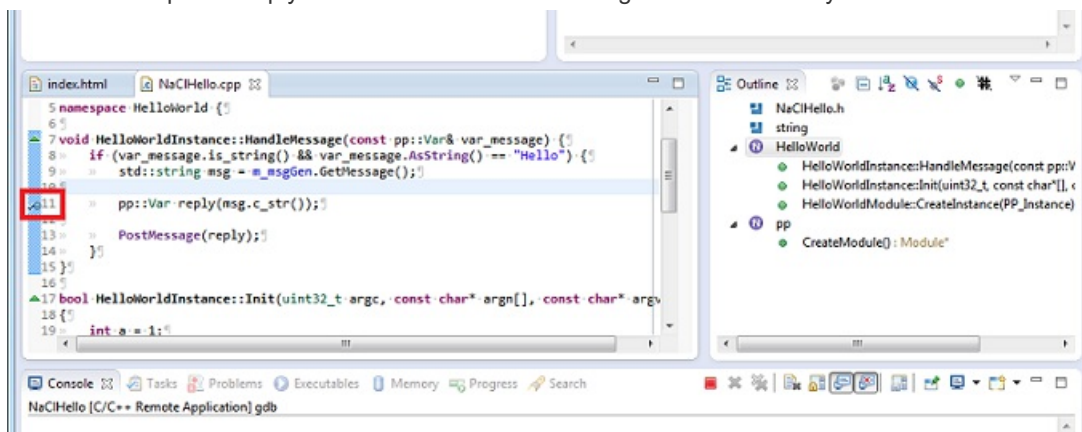 index.html NaClHello.cpp
5 namespace HelloWorld {
6
7 void HelloWorldInstance::HandleMessage(const pp::Var& var_message) {
8 if (var_message.is_string() && var_message.AsString() == "Hello") {
9 std::string msg = m_msgGen.GetMessage();
10
11 pp::Var reply(msg.c_str());
12
13 PostMessage(reply);
14 }
15 }
16
17 bool HelloWorldInstance::Init(uint32_t argc, const char* argn[], const char* argv
18 {
19 int a = 1;
Outline
NaClHello.h
string
HelloWorld
HelloWorldInstance::HandleMessage(const pp::V
HelloWorldInstance::Init(uint32_t, const char*[], c
HelloWorldModule::CreateInstance(PP_Instance)
pp
CreateModule() : Module*
Console Tasks Problems Executables Memory Progress Search
NaClHello [C/C++ Remote Application] gdb